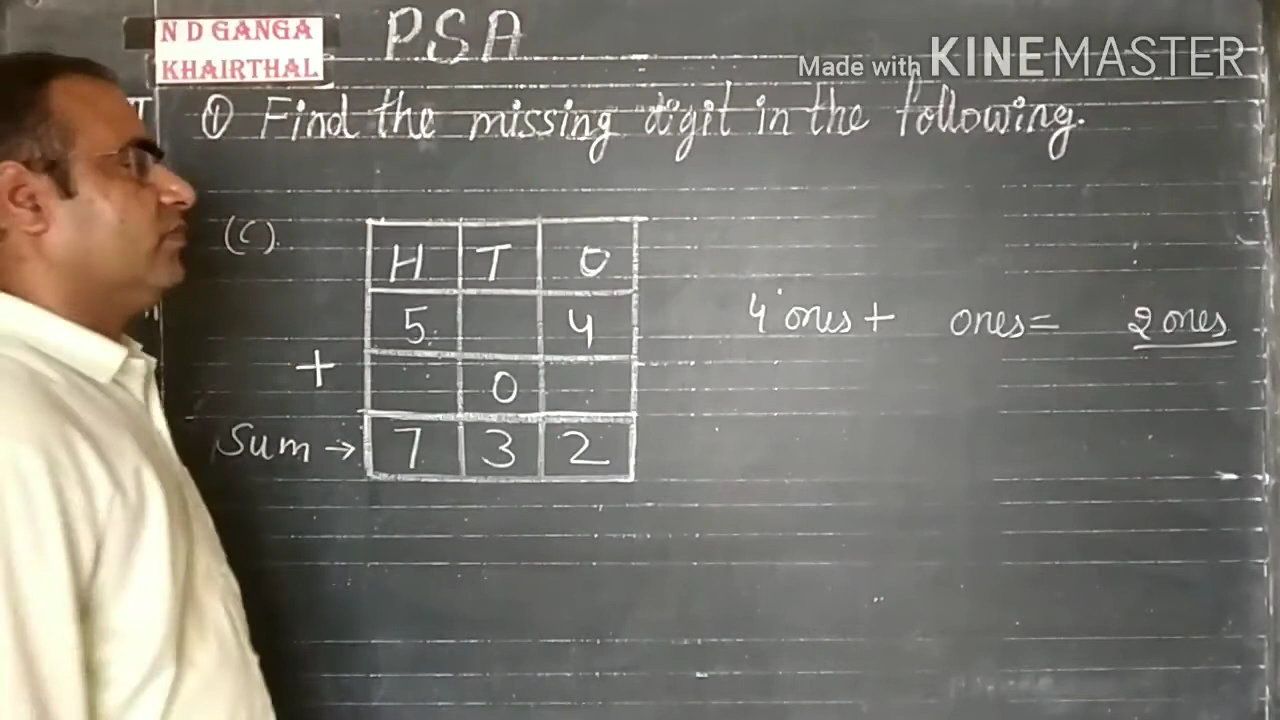 N D GANGA
KHAIRTHAL
PSA
Made with KINEMASTER
① Find the missing digit in the following.
(C).
H T O
5 4
+ 0
Sum → 7 3 2
4 ones + ones = 2 ones